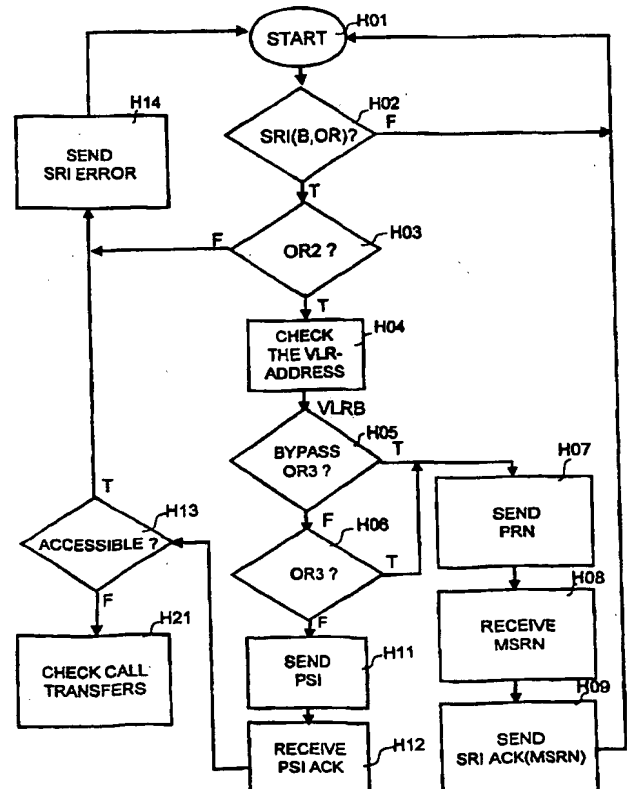 START
H01
H14
SEND
SRI ERROR
H02
SRI(B,OR)?
F
T
H03
OR2 ?
F
T
H04
CHECK
THE VLR-
ADDRESS
VLRB
H05
BYPASS
OR3 ?
T
F
H06
OR3 ?
T
F
H07
SEND
PRN
H08
RECEIVE
MSRN
H09
SEND
SRI ACK(MSRN)
T
H13
ACCESSIBLE ?
F
H21
CHECK CALL
TRANSFERS
SEND
PSI
H11
RECEIVE
PSI ACK
H12